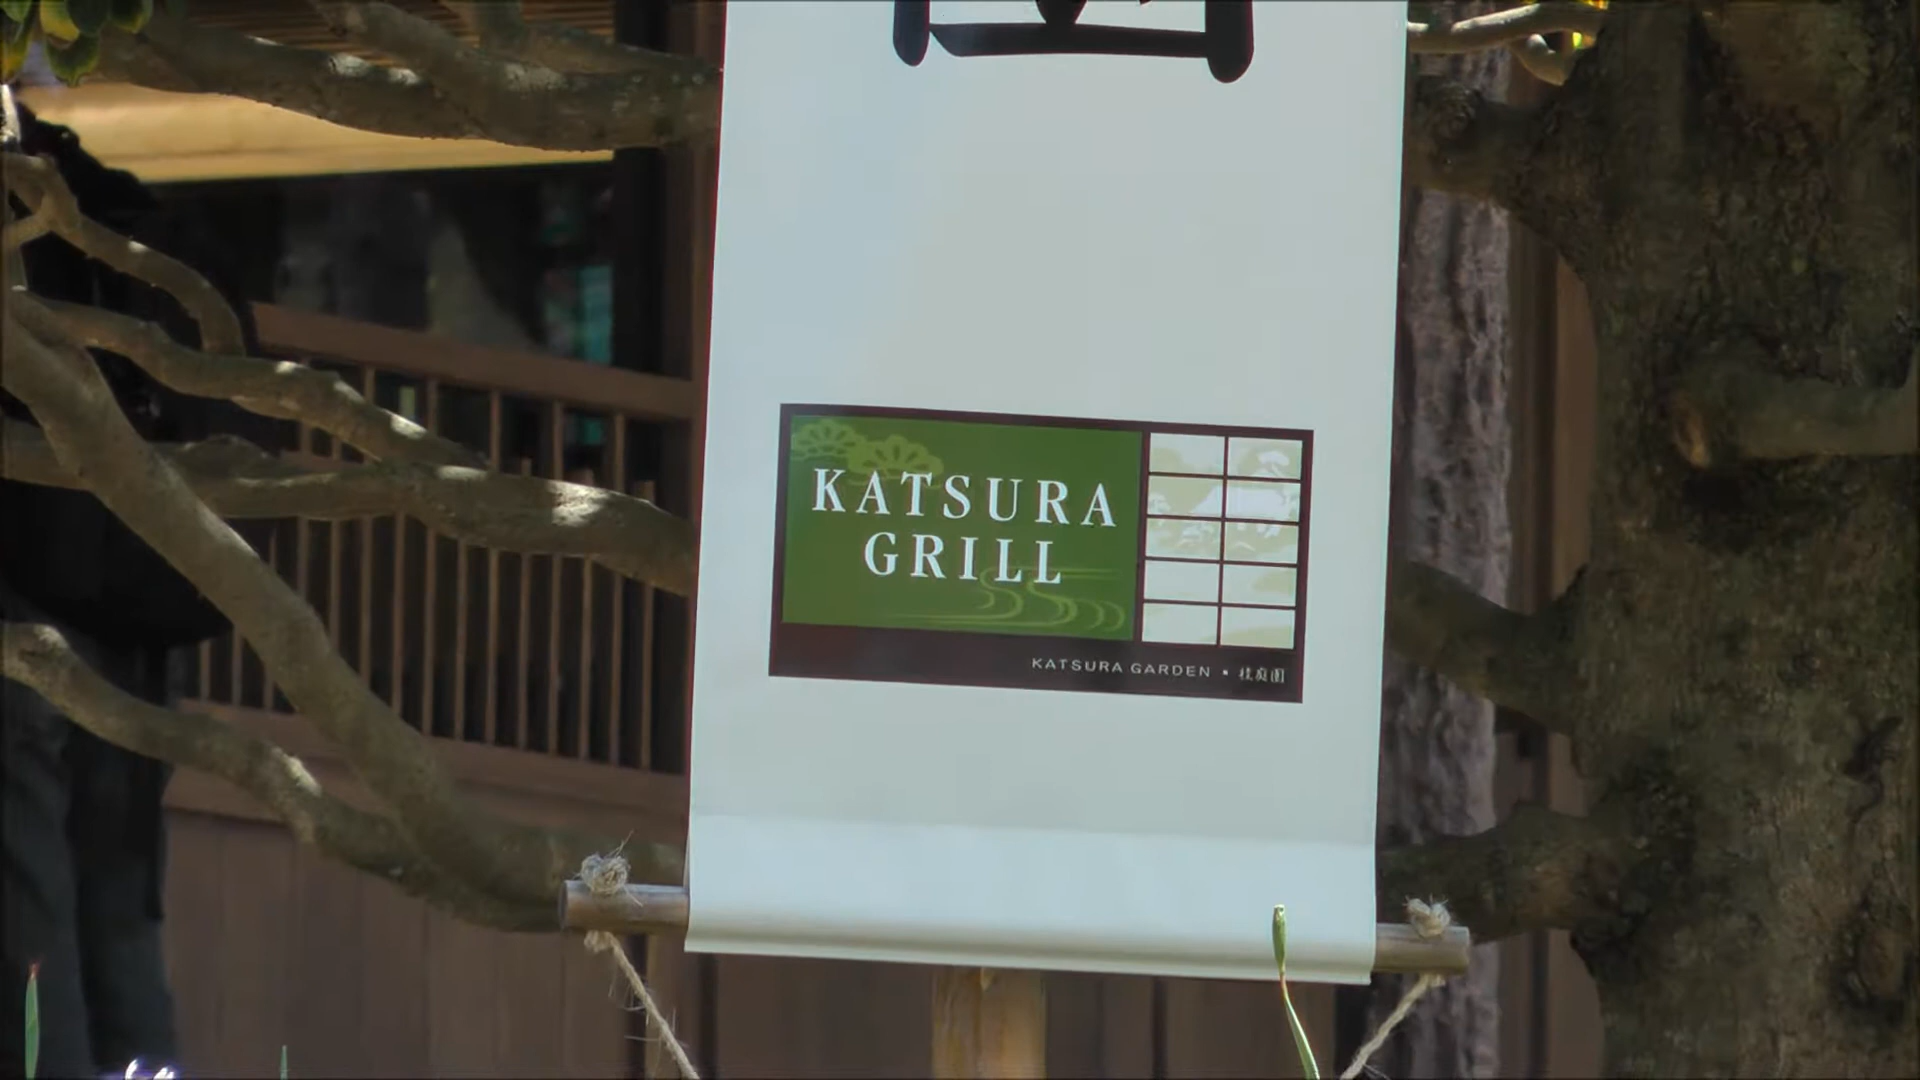 KATSURA
GRILL
KATSURA GARDEN • 桂庭園